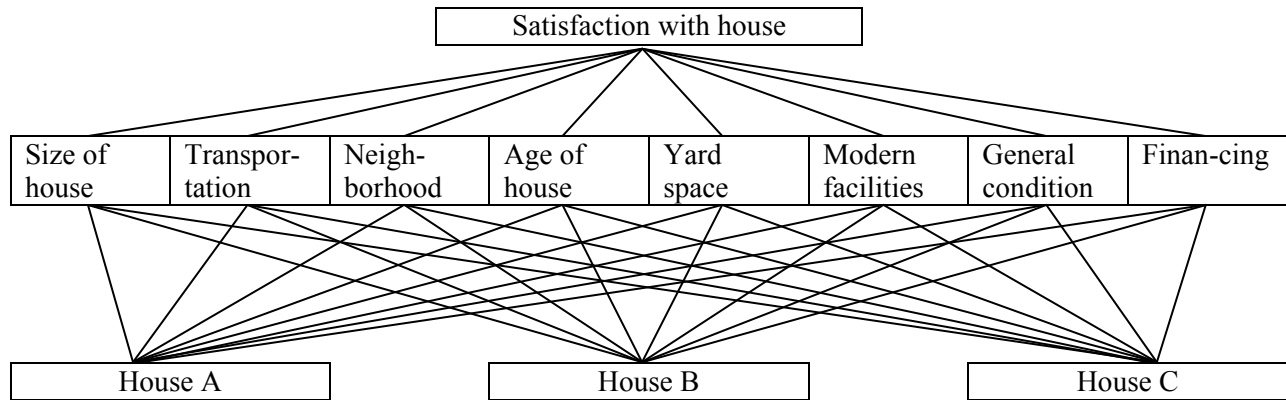 Satisfaction with house
Size of
house
Transpor-
tation
Neigh-
borhood
Age of
house
Yard
space
Modern
facilities
General
condition
Finan-cing
House A
House B
House C